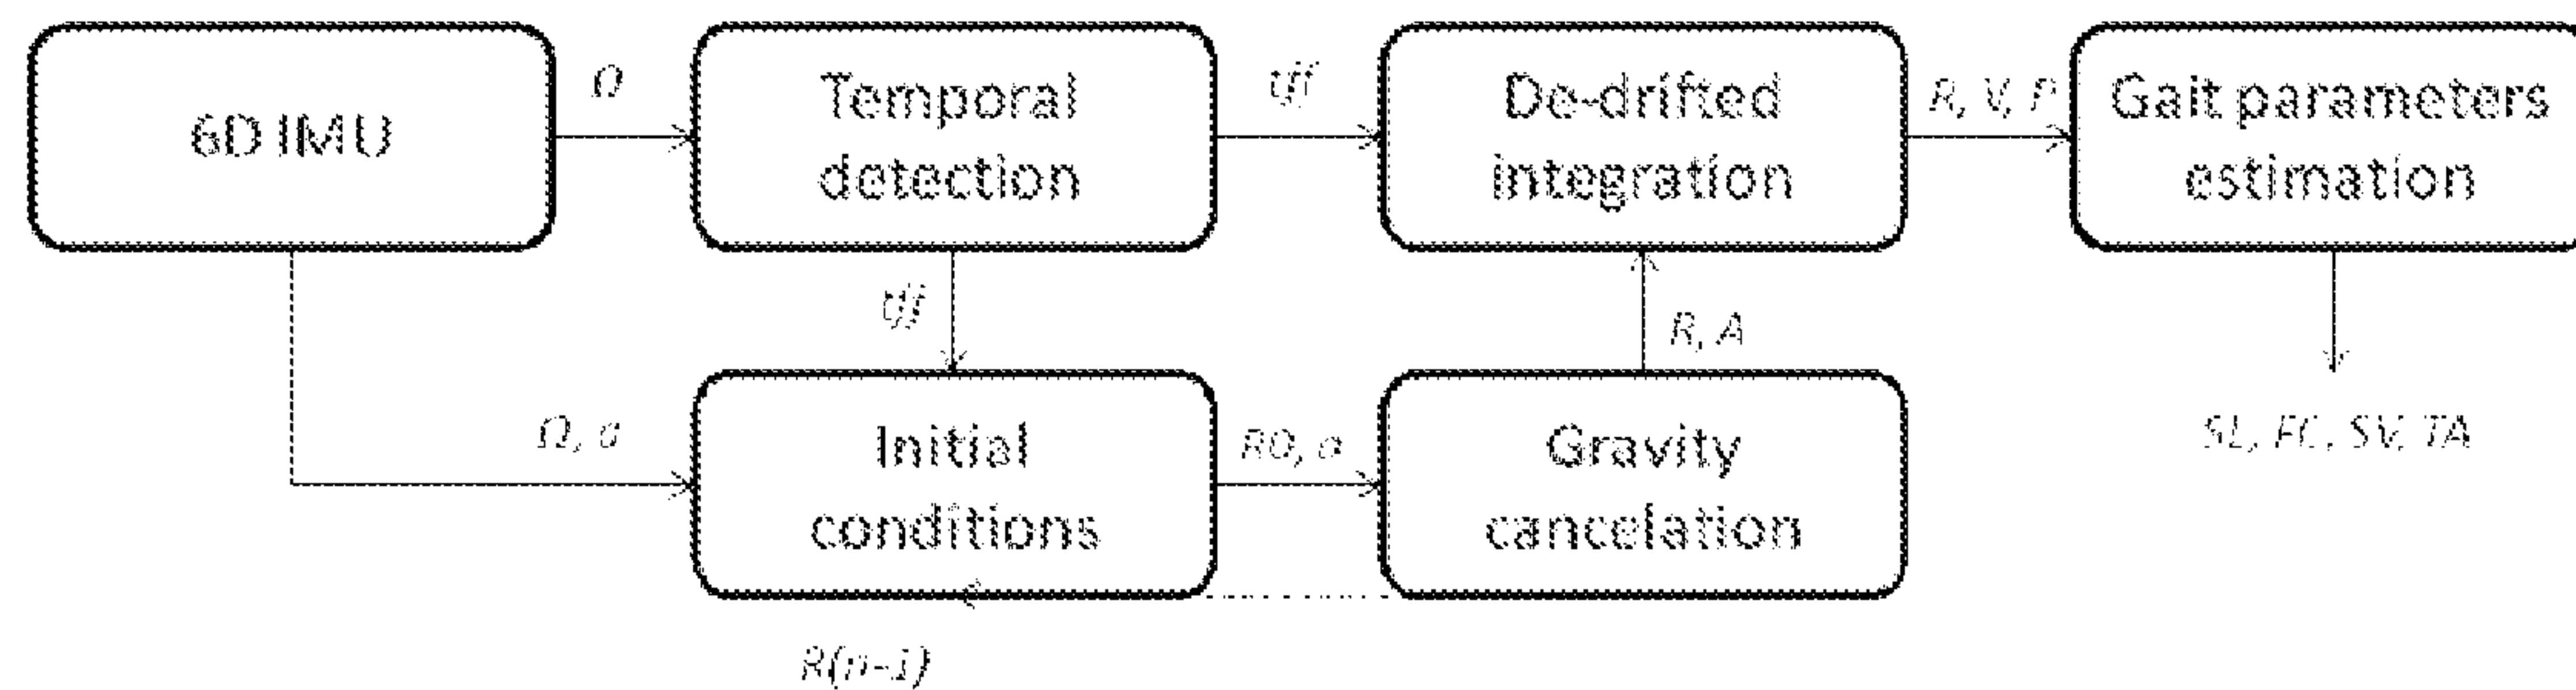 6D IMU
Ω
Temporal
detection
tff
De-drifted
integration
R, V, P
Gait parameters
estimation
tff
Ω, a
Initial
conditions
R0, a
Gravity
cancelation
R, A
SL, FC, SV, TA
R(n-1)